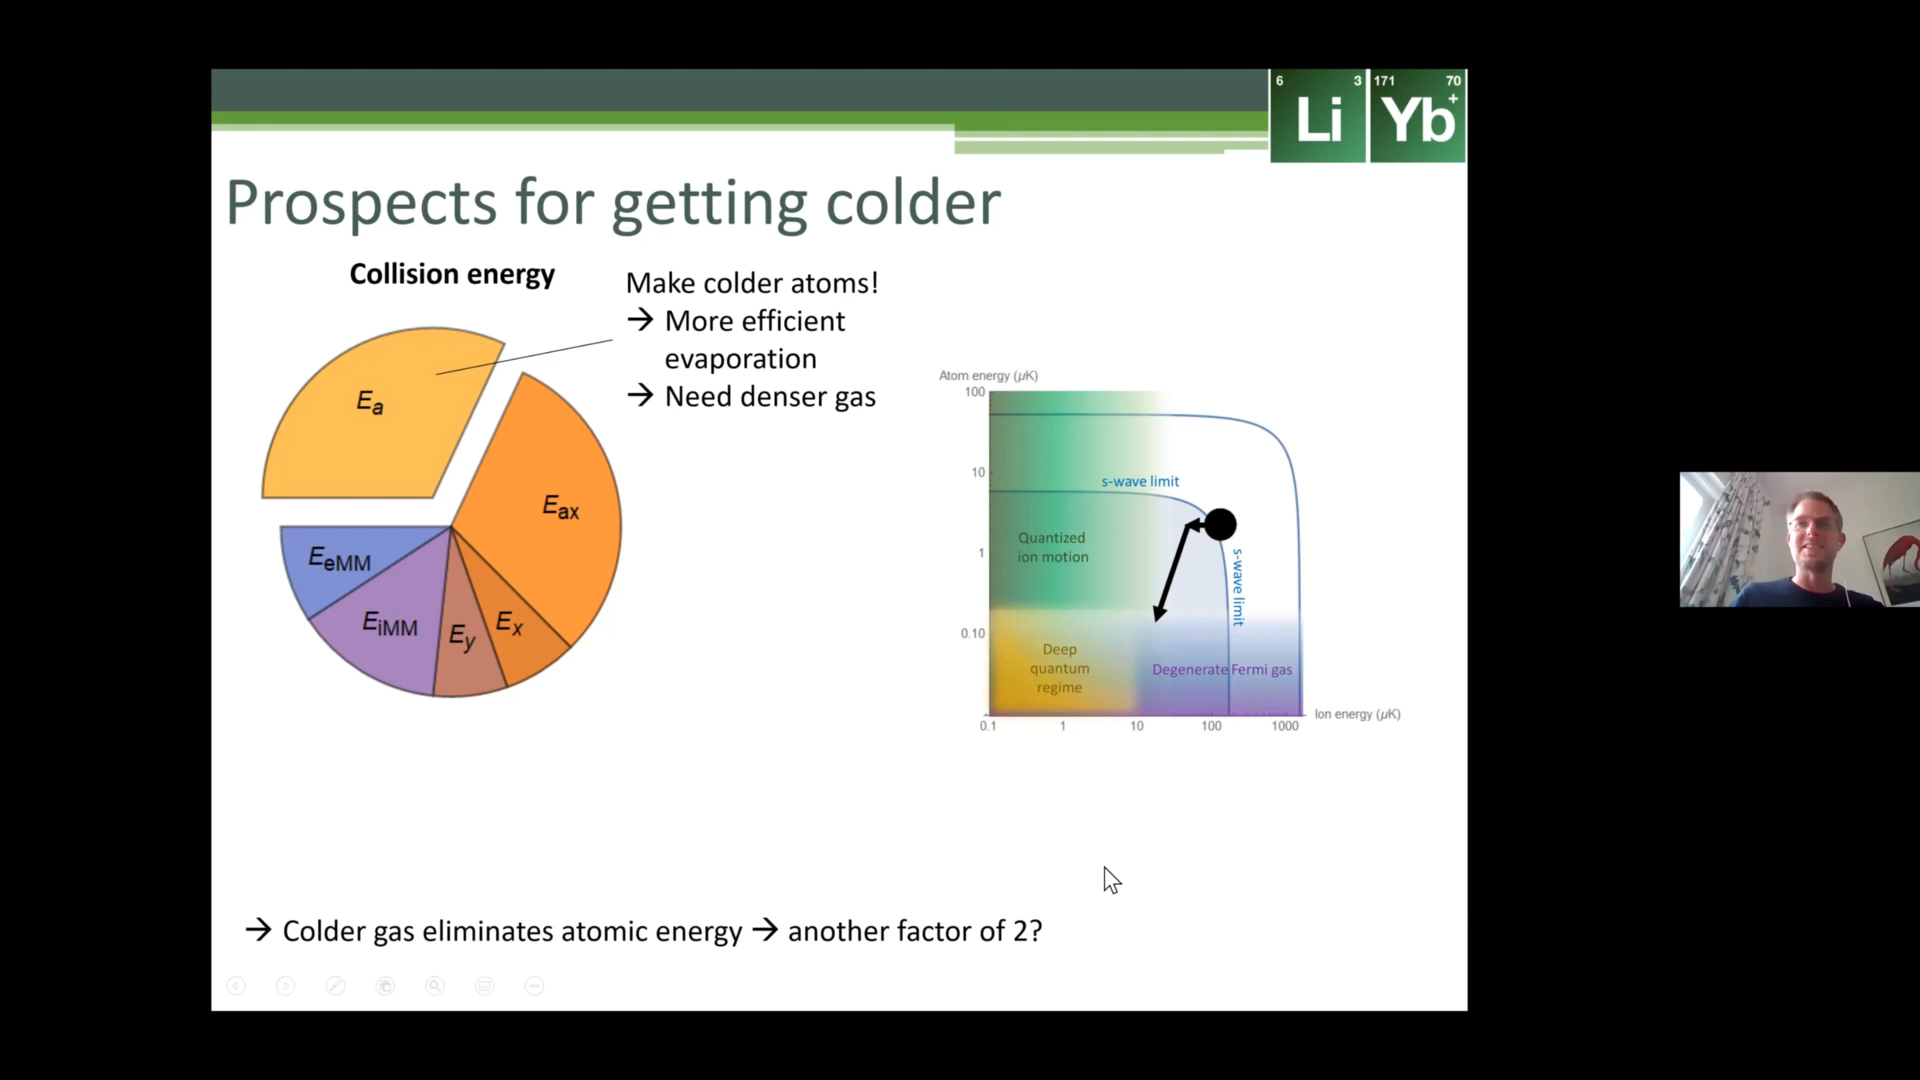 6 3 171 70
Li Yb+
Prospects for getting colder
Collision energy
Make colder atoms!
→ More efficient
evaporation
→ Need denser gas
Ea
Eax
EeMM
EiMM
Ey
Ex
Atom energy (μK)
100
10
1
0.10
s-wave limit
Quantized
ion motion
s-wave limit
Deep
quantum
regime
Degenerate Fermi gas
Ion energy (μK)
0.1 1 10 100 1000
→ Colder gas eliminates atomic energy → another factor of 2?